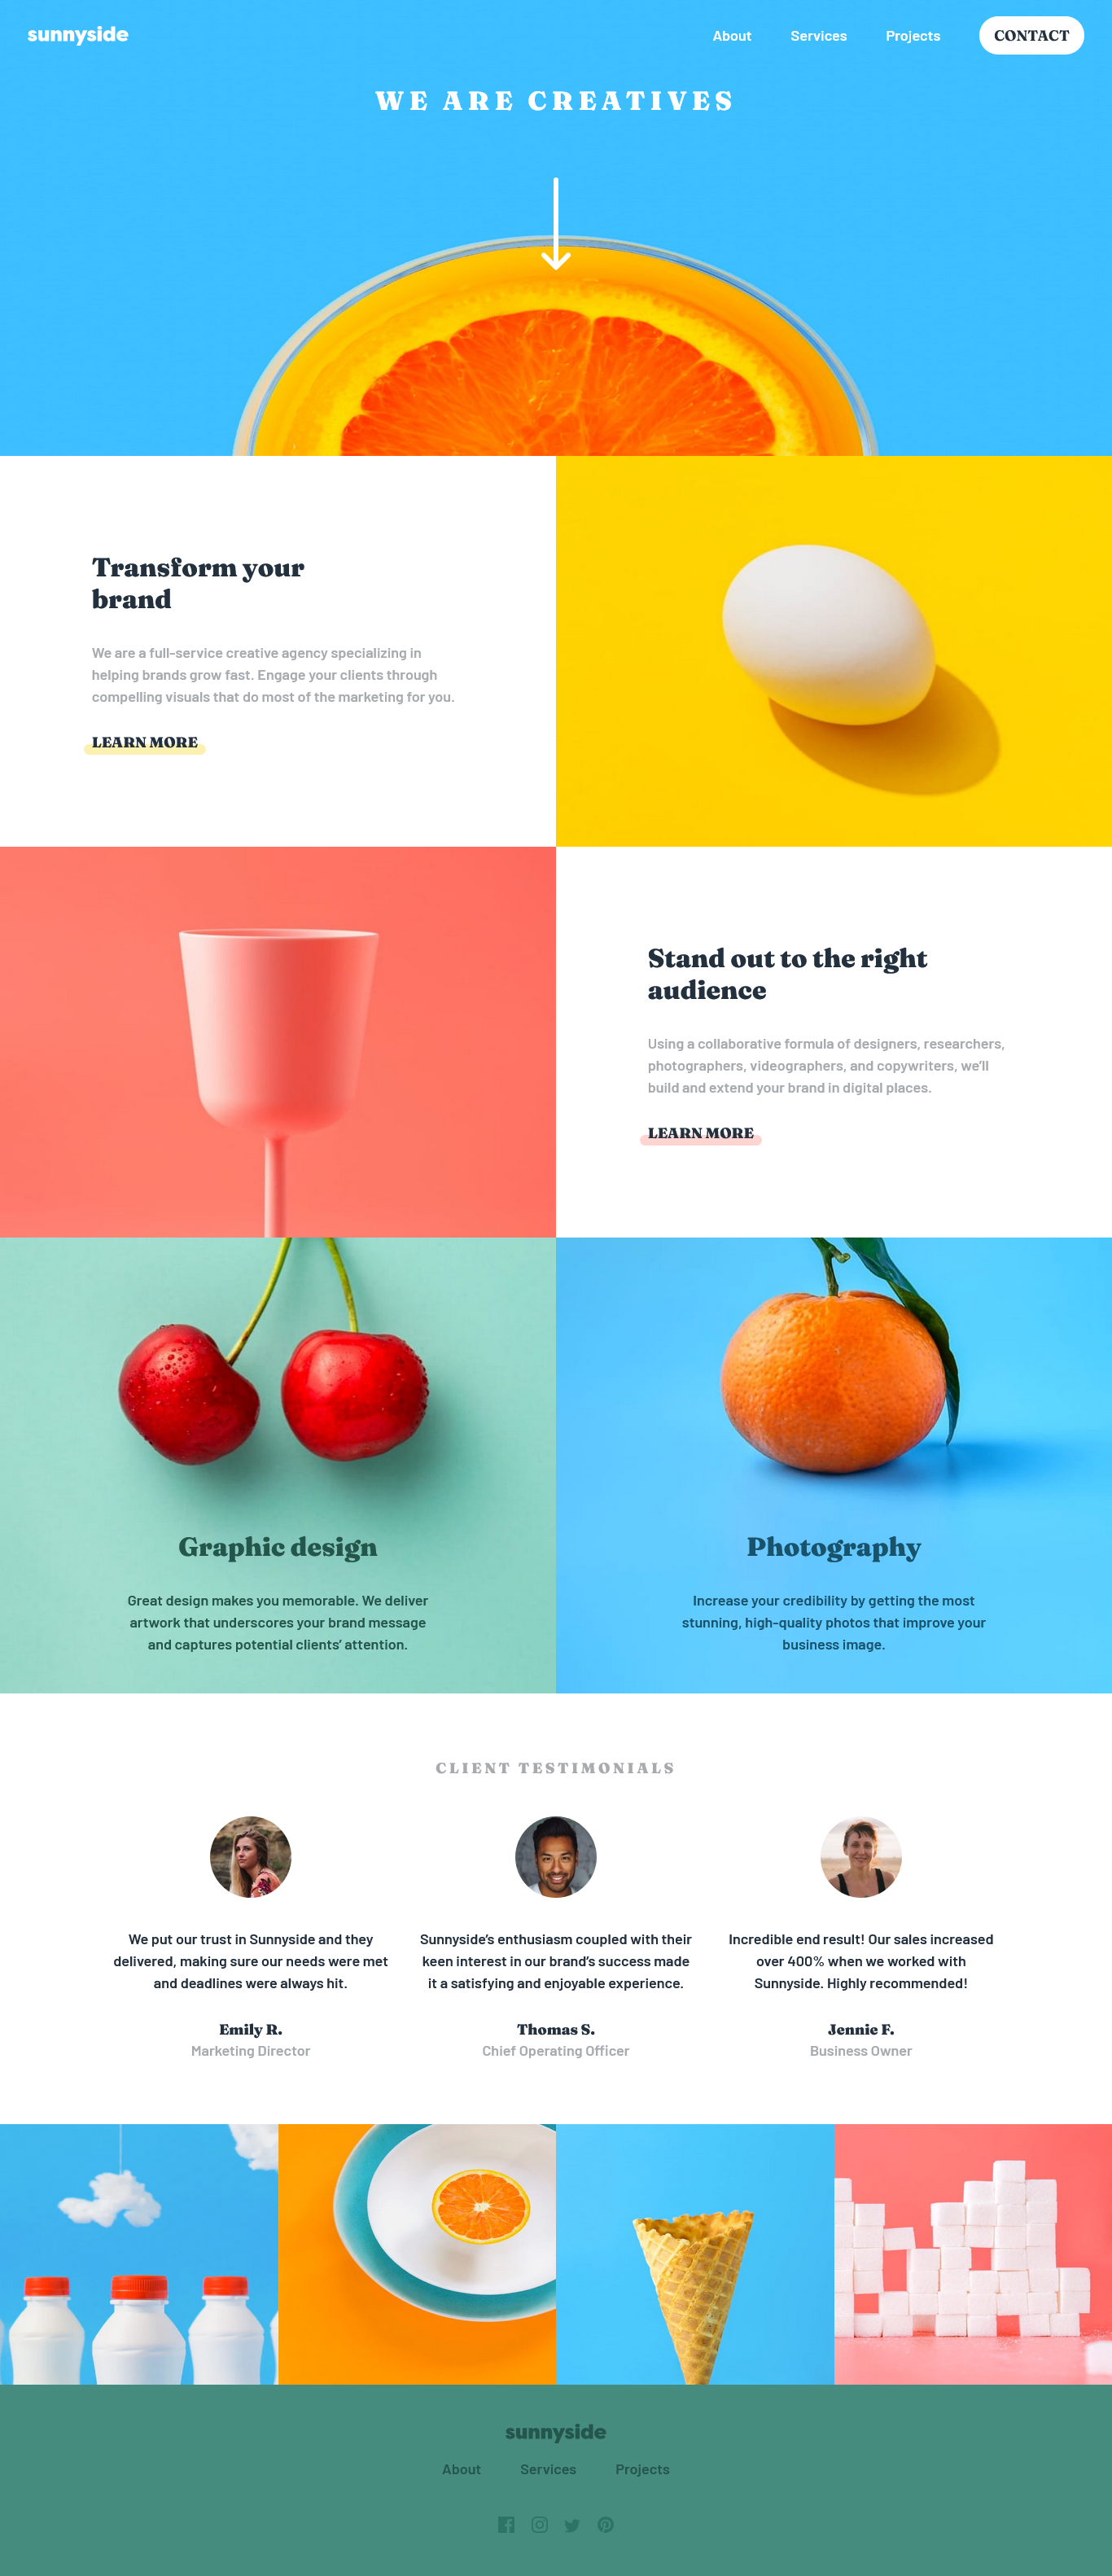 sunnyside
About Services Projects CONTACT
WE ARE CREATIVES
Transform your
brand
We are a full-service creative agency specializing in
helping brands grow fast. Engage your clients through
compelling visuals that do most of the marketing for you.
LEARN MORE
Stand out to the right
audience
Using a collaborative formula of designers, researchers,
photographers, videographers, and copywriters, we’ll
build and extend your brand in digital places.
LEARN MORE
Graphic design
Great design makes you memorable. We deliver
artwork that underscores your brand message
and captures potential clients’ attention.
Photography
Increase your credibility by getting the most
stunning, high-quality photos that improve your
business image.
CLIENT TESTIMONIALS
We put our trust in Sunnyside and they
delivered, making sure our needs were met
and deadlines were always hit.
Emily R.
Marketing Director
Sunnyside’s enthusiasm coupled with their
keen interest in our brand’s success made
it a satisfying and enjoyable experience.
Thomas S.
Chief Operating Officer
Incredible end result! Our sales increased
over 400% when we worked with
Sunnyside. Highly recommended!
Jennie F.
Business Owner
sunnyside
About Services Projects